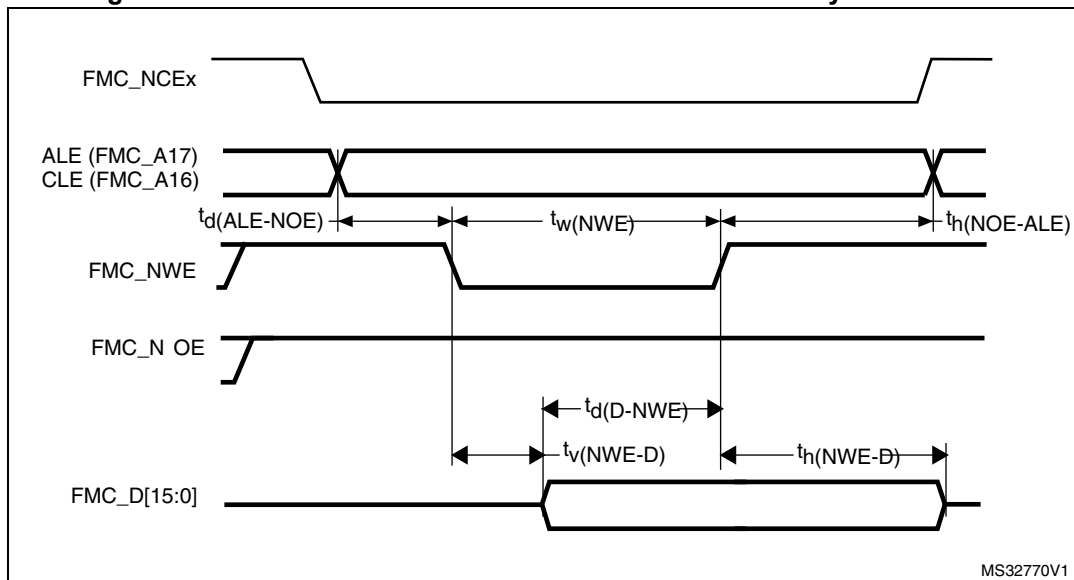 FMC_NCEx
ALE (FMC_A17)
CLE (FMC_A16)
td(ALE-NOE)
tw(NWE)
th(NOE-ALE)
FMC_NWE
FMC_N OE
td(D-NWE)
tv(NWE-D)
th(NWE-D)
FMC_D[15:0]
MS32770V1